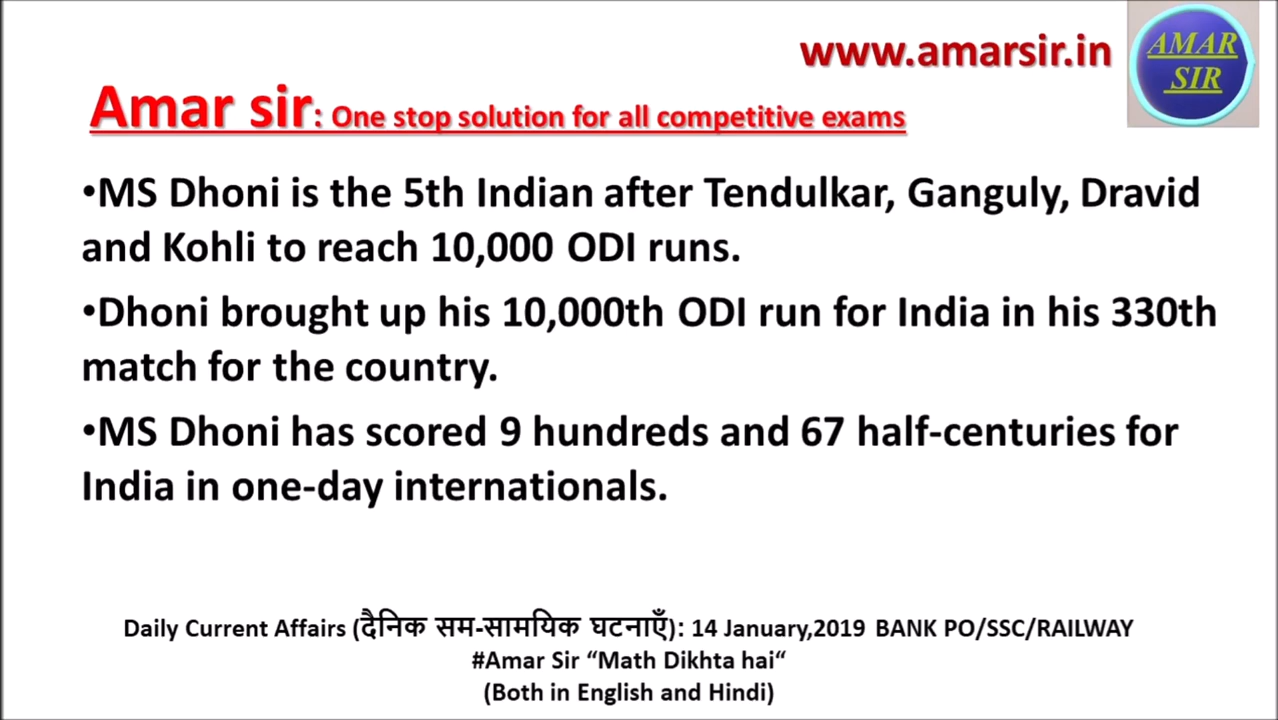 www.amarsir.in
AMAR
SIR
Amar sir: One stop solution for all competitive exams
•MS Dhoni is the 5th Indian after Tendulkar, Ganguly, Dravid
and Kohli to reach 10,000 ODI runs.
•Dhoni brought up his 10,000th ODI run for India in his 330th
match for the country.
•MS Dhoni has scored 9 hundreds and 67 half-centuries for
India in one-day internationals.
Daily Current Affairs (दैनिक सम-सामयिक घटनाएँ): 14 January,2019 BANK PO/SSC/RAILWAY
#Amar Sir “Math Dikhta hai“
(Both in English and Hindi)